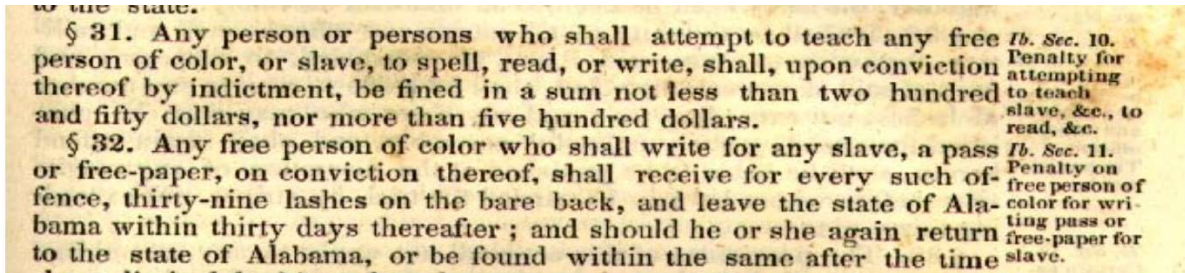 to the state.
§ 31. Any person or persons who shall attempt to teach any free
person of color, or slave, to spell, read, or write, shall, upon conviction
thereof by indictment, be fined in a sum not less than two hundred
and fifty dollars, nor more than five hundred dollars.
§ 32. Any free person of color who shall write for any slave, a pass
or free-paper, on conviction thereof, shall receive for every such of-
fence, thirty-nine lashes on the bare back, and leave the state of Ala-
bama within thirty days thereafter ; and should he or she again return
to the state of Alabama, or be found within the same after the time
Ib. Sec. 10.
Penalty for
attempting
to teach
slave, &c., to
read, &c.
Ib. Sec. 11.
Penalty on
free person of
color for wri-
ting pass or
free-paper for
slave.